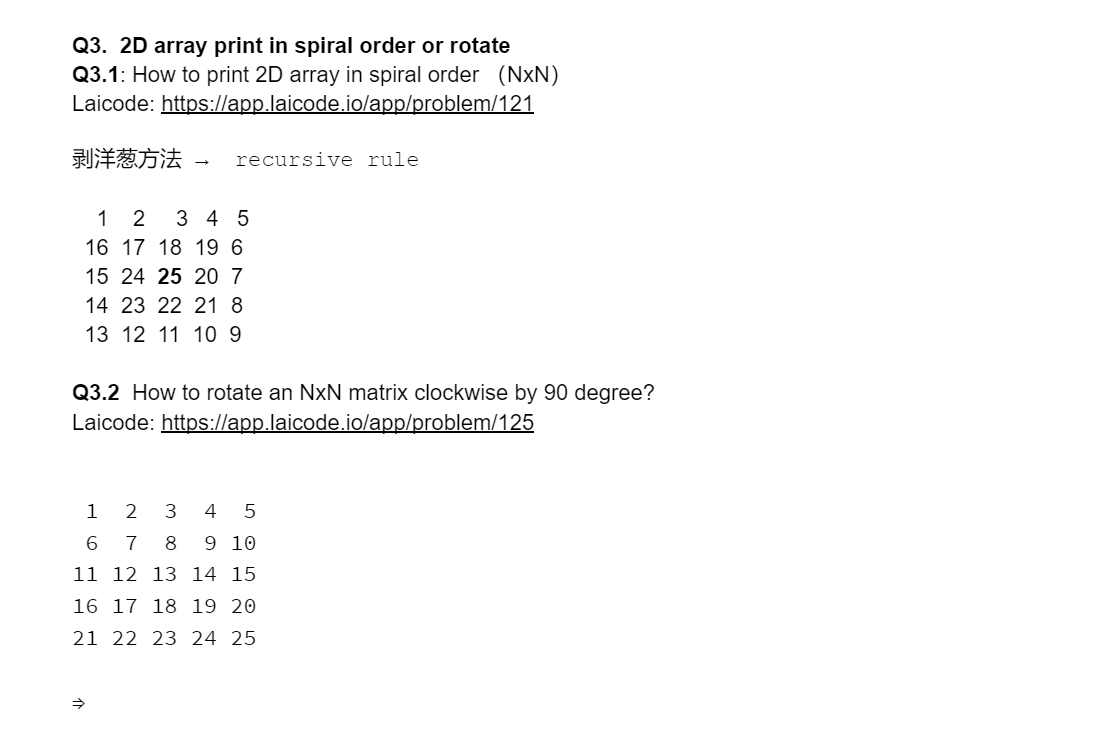 Q3. 2D array print in spiral order or rotate
Q3.1: How to print 2D array in spiral order （NxN）
Laicode: https://app.laicode.io/app/problem/121
剥洋葱方法 → recursive rule
1 2 3 4 5
16 17 18 19 6
15 24 25 20 7
14 23 22 21 8
13 12 11 10 9
Q3.2 How to rotate an NxN matrix clockwise by 90 degree?
Laicode: https://app.laicode.io/app/problem/125
1 2 3 4 5
6 7 8 9 10
11 12 13 14 15
16 17 18 19 20
21 22 23 24 25
⇒